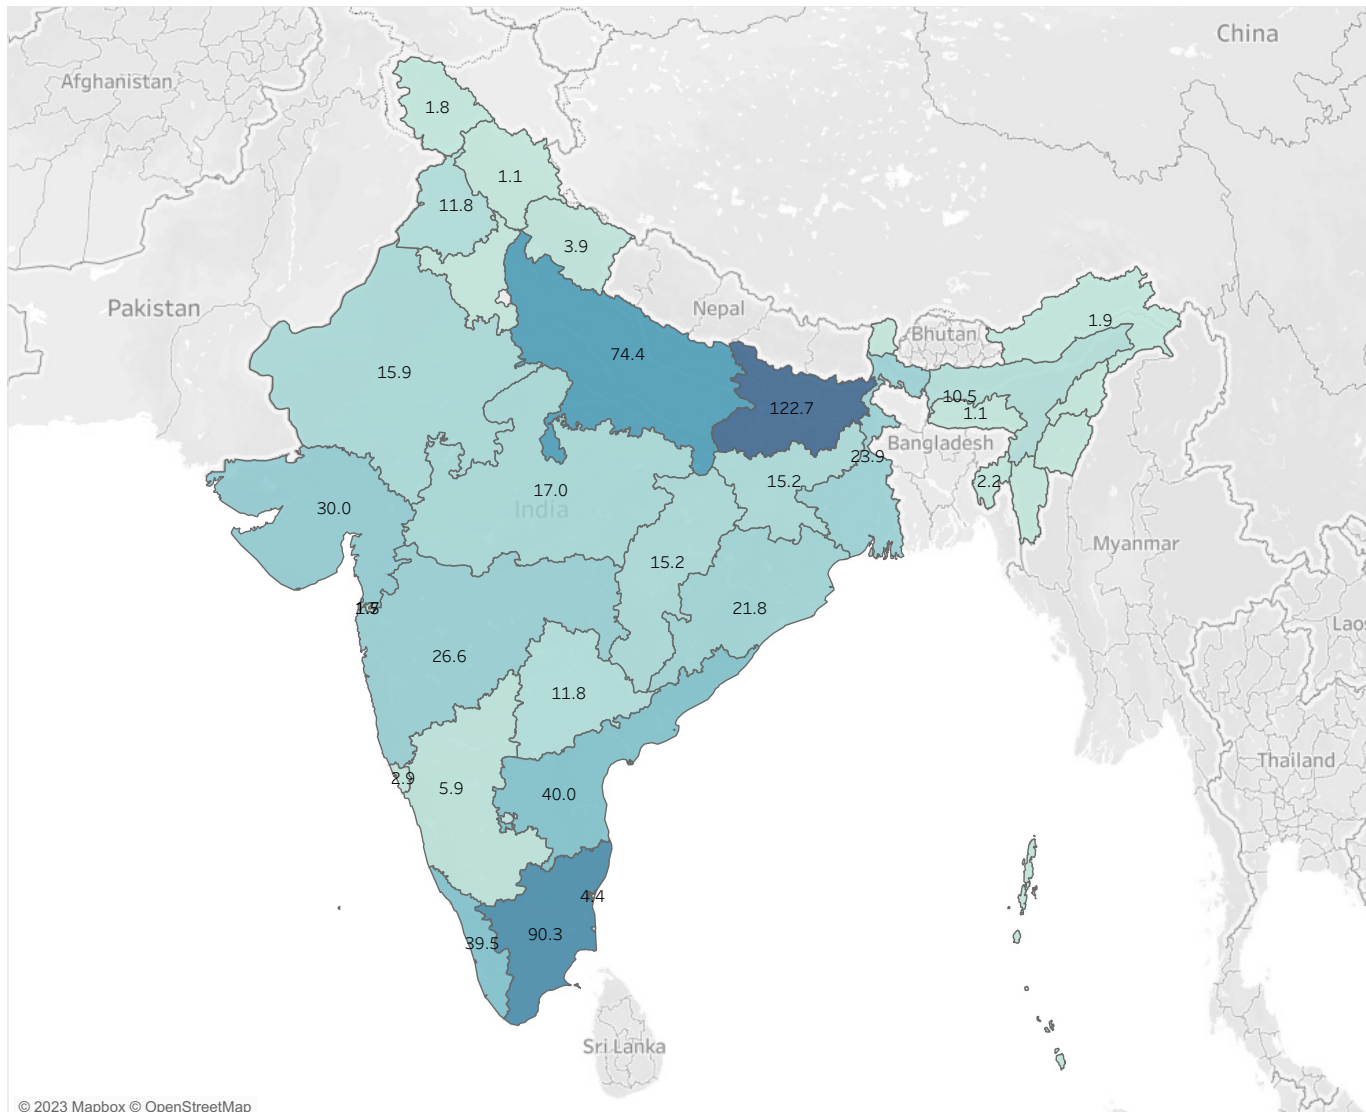 China
Afghanistan
1.8
1.1
11.8
3.9
Pakistan
Nepal
1.9
Bhutan
74.4
15.9
10.5
122.7
1.1
Bangladesh
23.9
15.2
2.2
17.0
India
30.0
Myanmar
15.2
21.8
Laos
26.6
11.8
Thailand
2.9
5.9
40.0
4.4
90.3
39.5
Sri Lanka
© 2023 Mapbox © OpenStreetMap